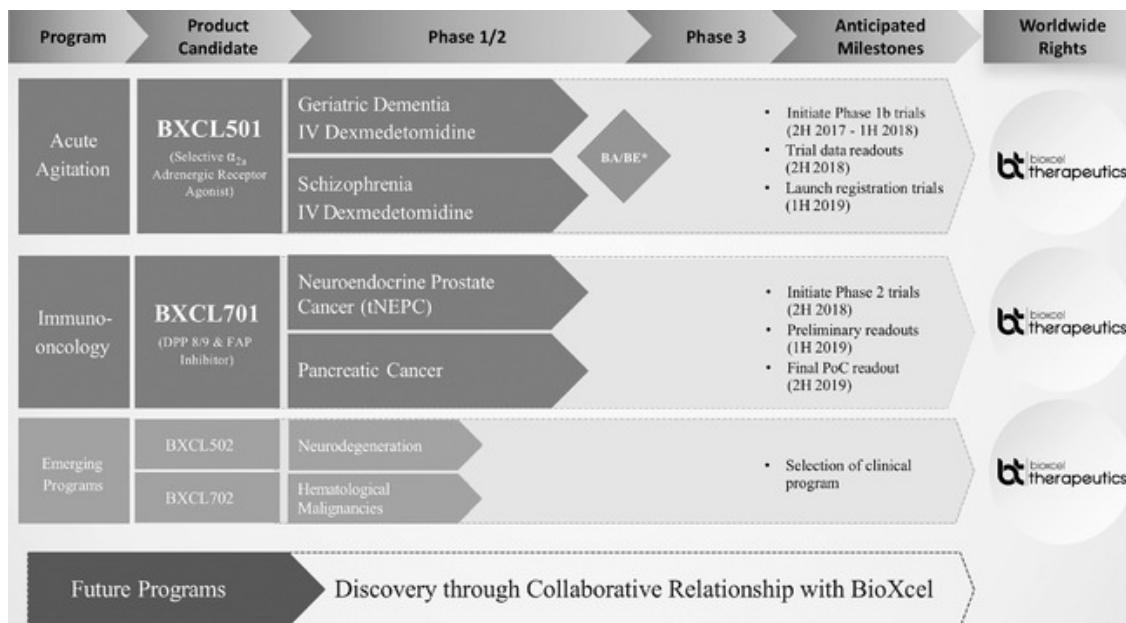 Program
Product
Candidate
Phase 1/2
Phase 3
Anticipated
Milestones
Worldwide
Rights
Acute
Agitation
BXCL501
(Selective α2a
Adrenergic Receptor
Agonist)
Geriatric Dementia
IV Dexmedetomidine
Schizophrenia
IV Dexmedetomidine
BA/BE*
• Initiate Phase 1b trials
(2H 2017 - 1H 2018)
• Trial data readouts
(2H 2018)
• Launch registration trials
(1H 2019)
bt bioxcel
therapeutics
Immuno-
oncology
BXCL701
(DPP 8/9 & FAP
Inhibitor)
Neuroendocrine Prostate
Cancer (tNEPC)
Pancreatic Cancer
• Initiate Phase 2 trials
(2H 2018)
• Preliminary readouts
(1H 2019)
• Final PoC readout
(2H 2019)
bt bioxcel
therapeutics
Emerging
Programs
BXCL502
Neurodegeneration
BXCL702
Hematological
Malignancies
• Selection of clinical
program
bt bioxcel
therapeutics
Future Programs
Discovery through Collaborative Relationship with BioXcel